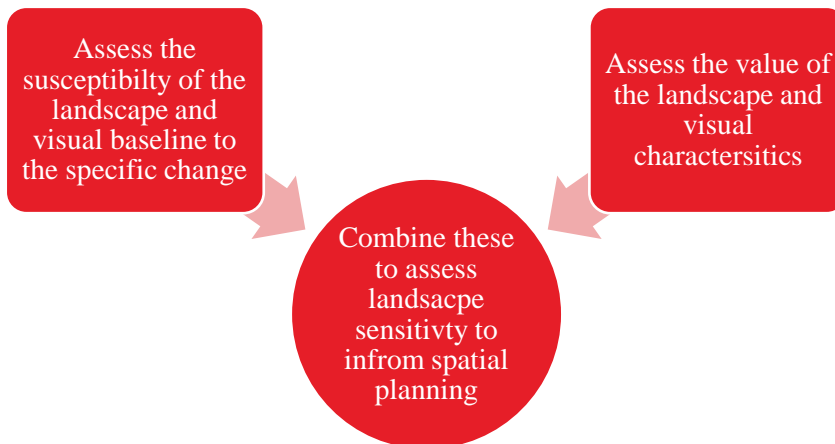 Assess the
susceptibilty of the
landscape and
visual baseline to
the specific change
Assess the value of
the landscape and
visual
charactersitics
Combine these
to assess
landsacpe
sensitivty to
infrom spatial
planning